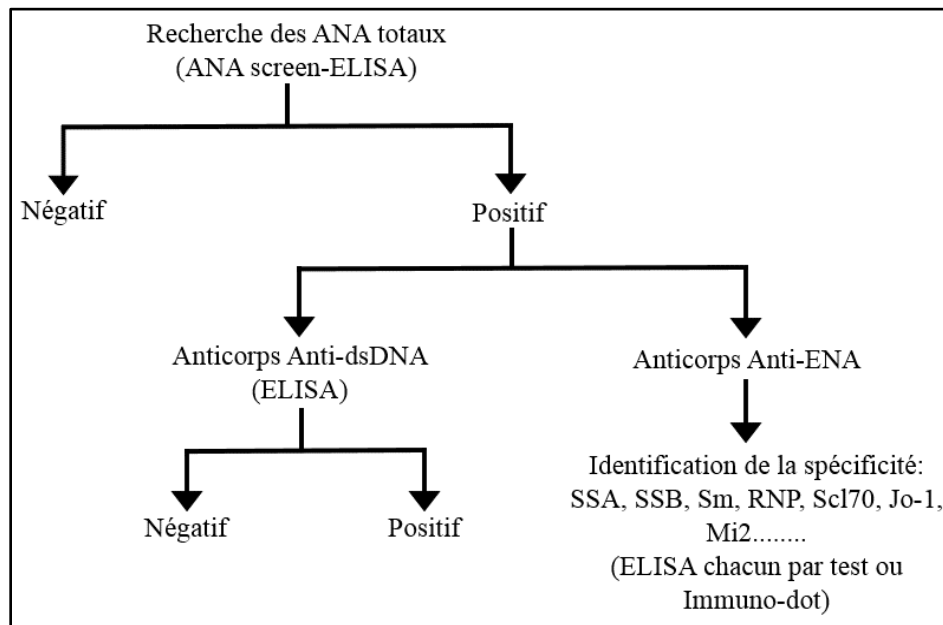 Recherche des ANA totaux
(ANA screen-ELISA)
Négatif
Positif
Anticorps Anti-dsDNA
(ELISA)
Anticorps Anti-ENA
Négatif
Positif
Identification de la spécificité:
SSA, SSB, Sm, RNP, Scl70, Jo-1,
Mi2........
(ELISA chacun par test ou
Immuno-dot)